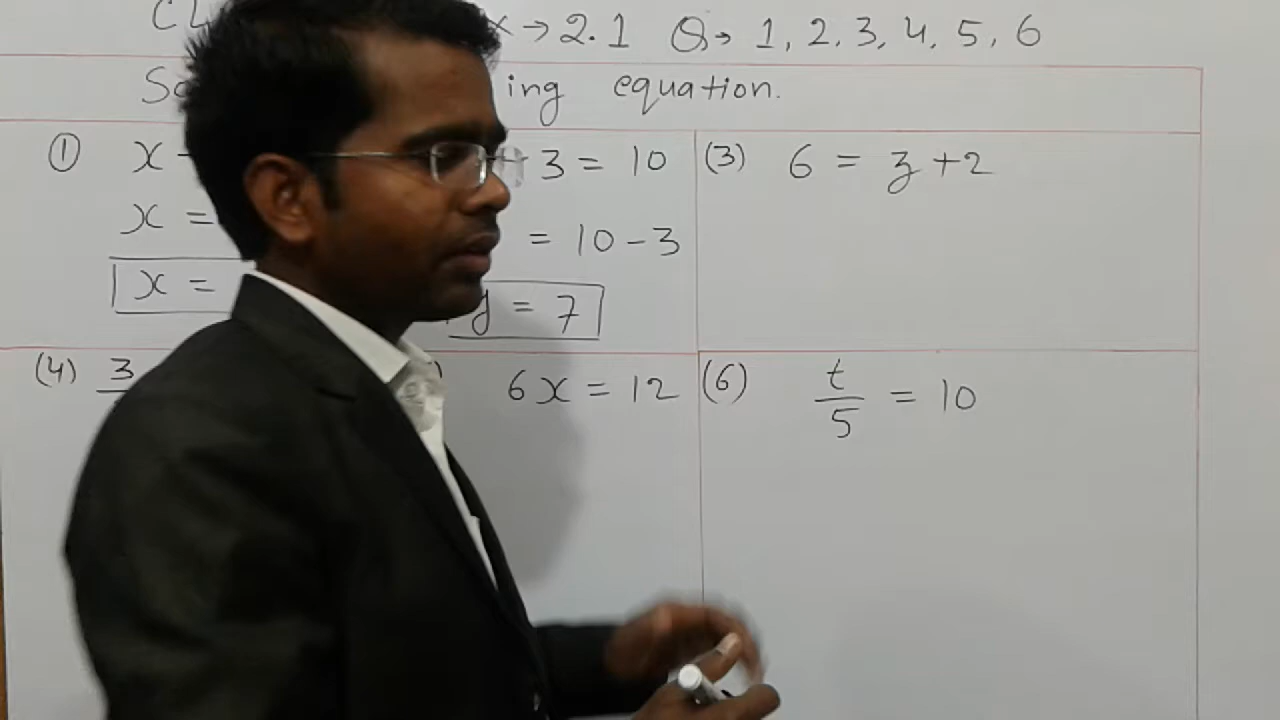 CL x → 2.1 Q → 1, 2, 3, 4, 5, 6
ing equation.
① x
x =
x =
+ 3 = 10
= 10 - 3
y = 7
(3) 6 = z + 2
(4) 3
6x = 12
(6) t/5 = 10